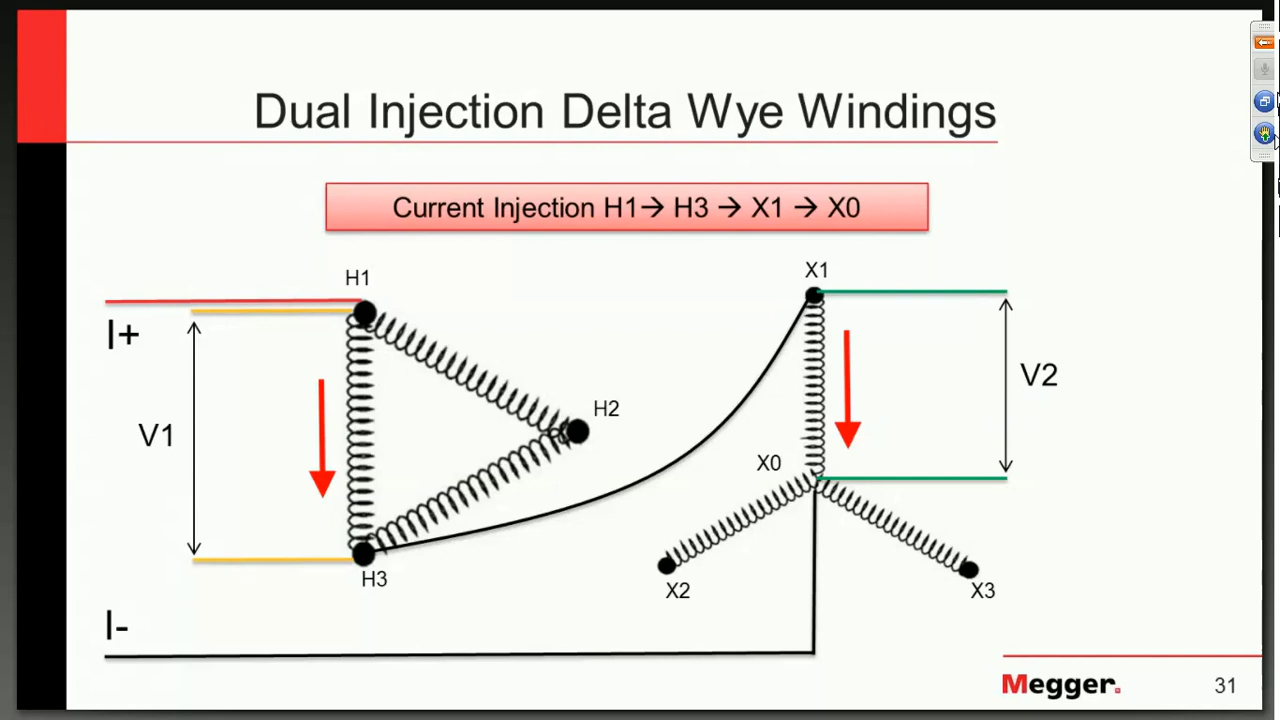 Dual Injection Delta Wye Windings
Current Injection H1→ H3 → X1 → X0
H1
X1
I+
V1
H2
V2
X0
H3
X2
X3
I-
Megger.
31